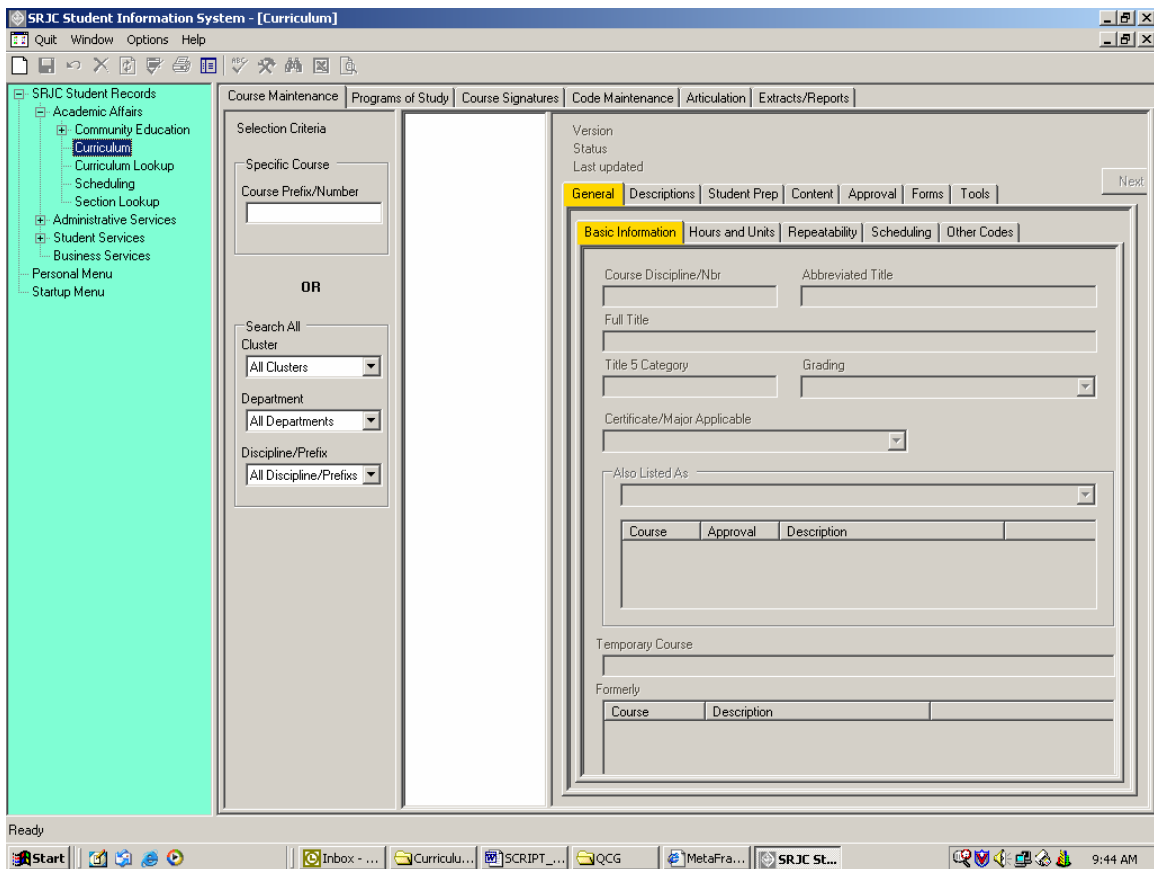 SRJC Student Information System - [Curriculum]
Quit Window Options Help
SRJC Student Records
Academic Affairs
Community Education
Curriculum
Curriculum Lookup
Scheduling
Section Lookup
Administrative Services
Student Services
Business Services
Personal Menu
Startup Menu
Course Maintenance Programs of Study Course Signatures Code Maintenance Articulation Extracts/Reports
Selection Criteria
Specific Course
Course Prefix/Number
OR
Search All
Cluster
All Clusters
Department
All Departments
Discipline/Prefix
All Discipline/Prefixs
Version
Status
Last updated
Next
General Descriptions Student Prep Content Approval Forms Tools
Basic Information Hours and Units Repeatability Scheduling Other Codes
Course Discipline/Nbr Abbreviated Title
Full Title
Title 5 Category Grading
Certificate/Major Applicable
Also Listed As
Course Approval Description
Temporary Course
Formerly
Course Description
Ready
Start Inbox - ... Curriculu... SCRIPT_... QCG MetaFra... SRJC St... 9:44 AM